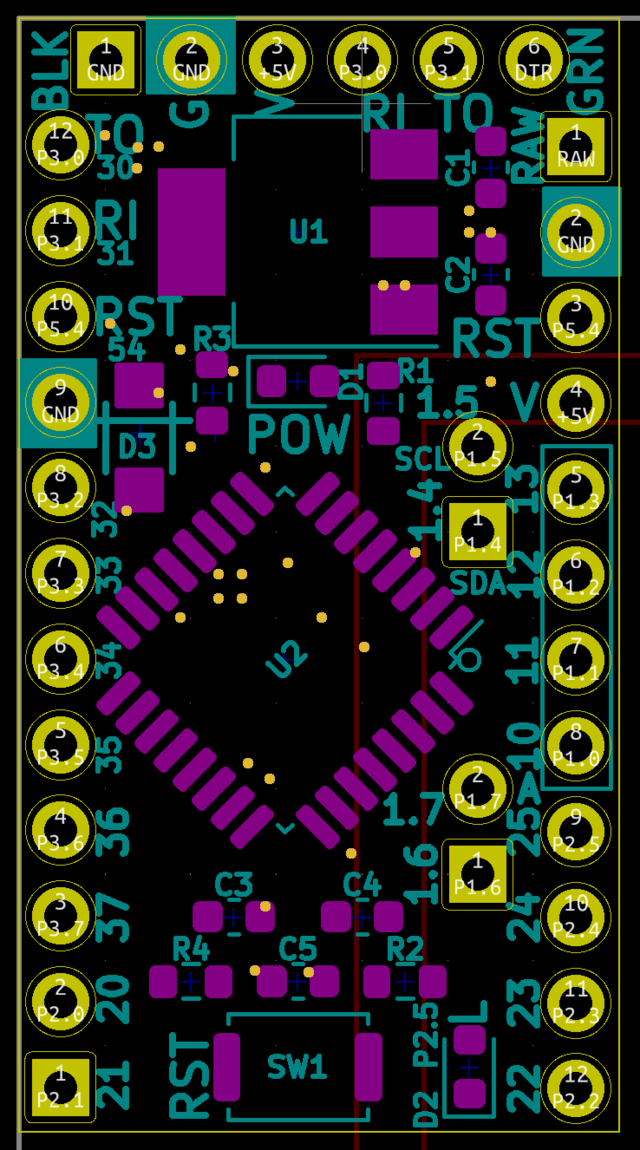 BLK
1
GND
2
GND
3
+5V
4
P3.0
5
P3.1
6
DTR
GRN
G
V
RI
TO
RAW
12
P3.0
TO
30
1
RAW
C1
11
P3.1
RI
31
U1
2
GND
C2
10
P5.4
RST
54
R3
RST
3
P5.4
9
GND
D3
D1
R1
1.5
V
4
+5V
POW
2
P1.5
SCL
8
P3.2
32
1.4
1
P1.4
SDA
13
5
P1.3
7
P3.3
33
12
6
P1.2
6
P3.4
34
U2
11
7
P1.1
5
P3.5
35
10
8
P1.0
2
P1.7
1.7
A
4
P3.6
36
25
9
P2.5
1.6
1
P1.6
C3
C4
3
P3.7
37
24
10
P2.4
R4
C5
R2
2
P2.0
20
23
11
P2.3
P2.5
L
1
P2.1
21
RST
SW1
D2
22
12
P2.2